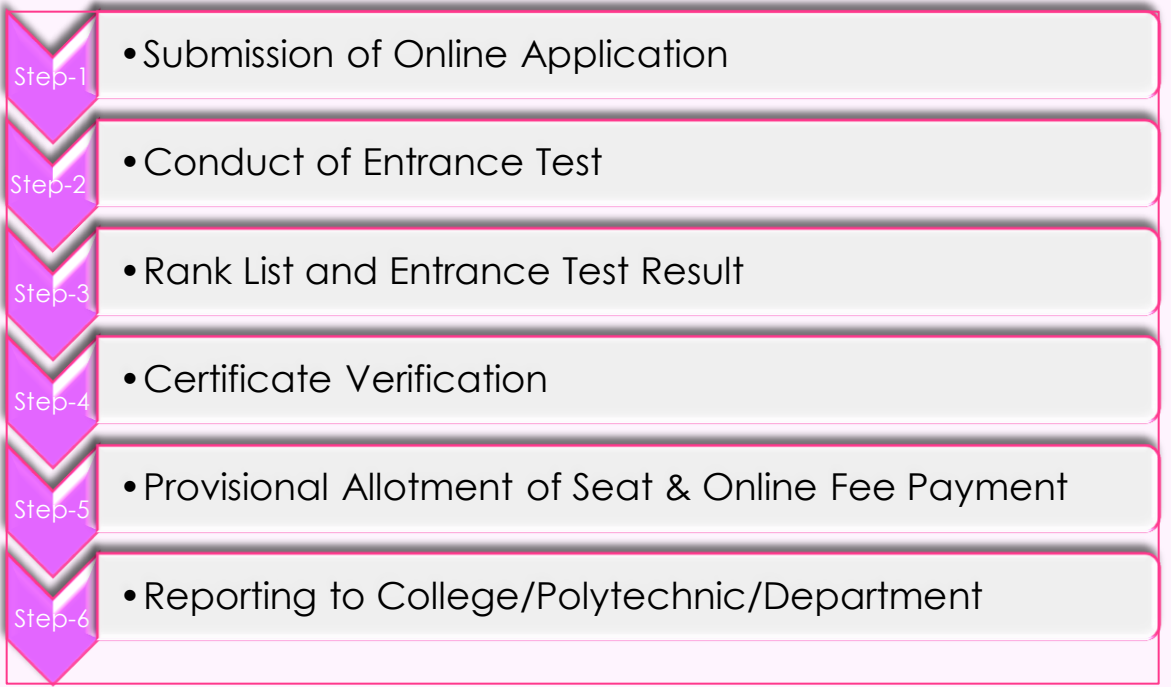 Step-1
•Submission of Online Application
Step-2
•Conduct of Entrance Test
Step-3
•Rank List and Entrance Test Result
Step-4
•Certificate Verification
Step-5
•Provisional Allotment of Seat & Online Fee Payment
Step-6
•Reporting to College/Polytechnic/Department